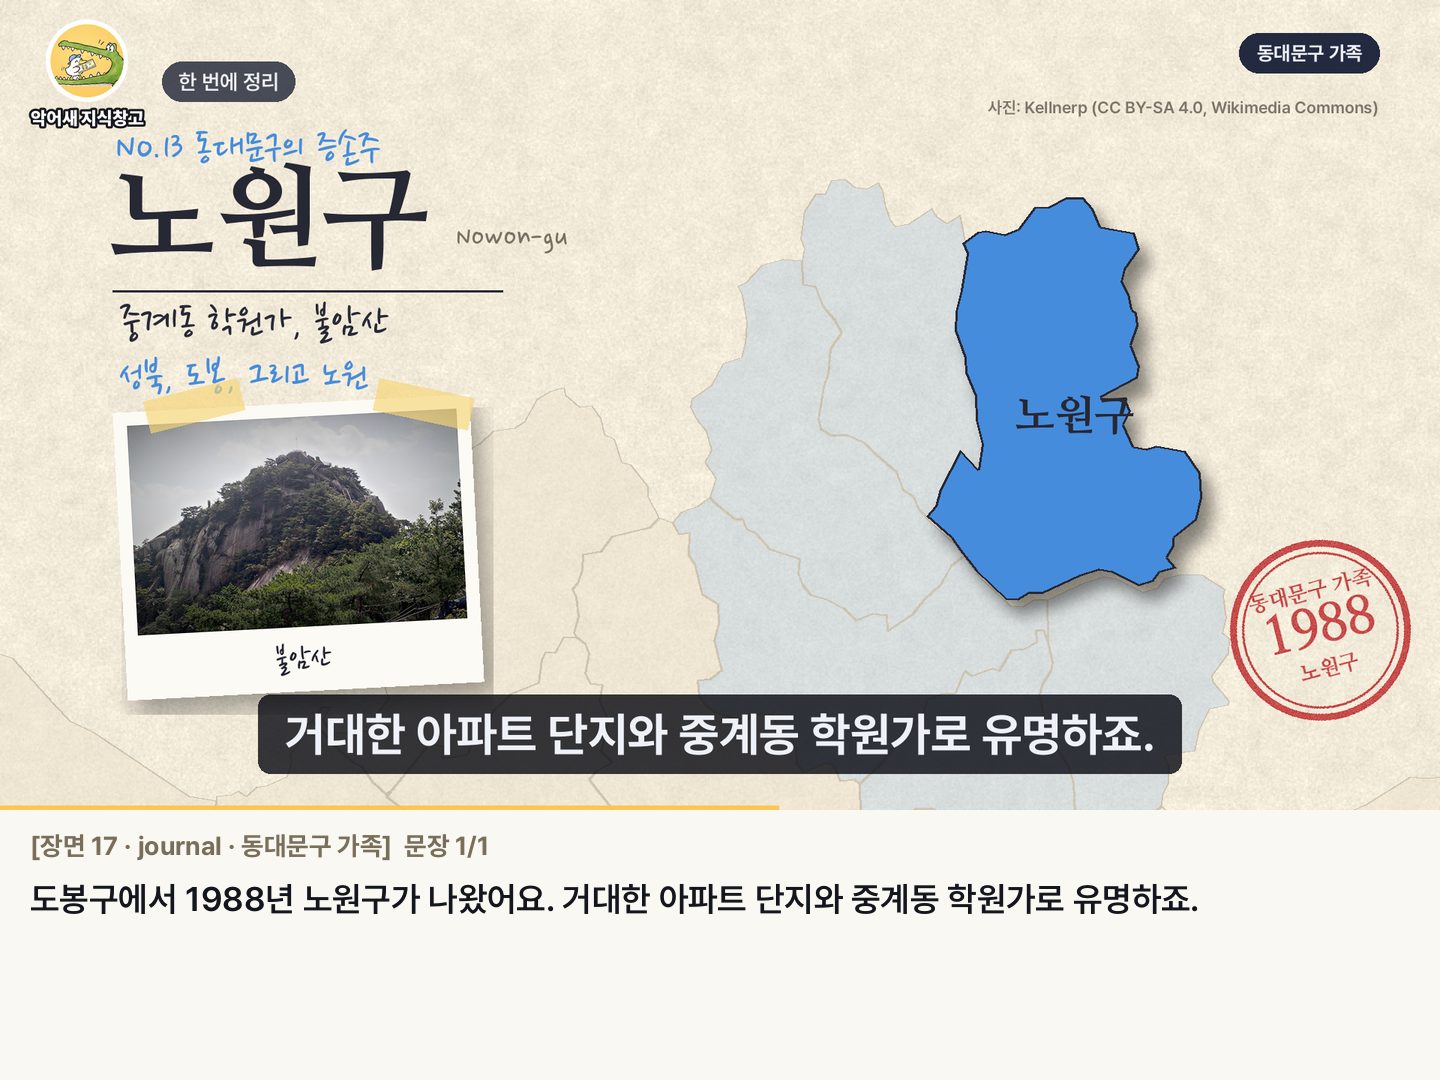 악어새 지식창고
한 번에 정리
동대문구 가족
사진: Kellnerp (CC BY-SA 4.0, Wikimedia Commons)
NO.13 동대문구의 증손주
노원구
Nowon-gu
중계동 학원가, 불암산
성북, 도봉, 그리고 노원
불암산
노원구
동대문구 가족
1988
노원구
거대한 아파트 단지와 중계동 학원가로 유명하죠.
[장면 17 · journal · 동대문구 가족] 문장 1/1
도봉구에서 1988년 노원구가 나왔어요. 거대한 아파트 단지와 중계동 학원가로 유명하죠.